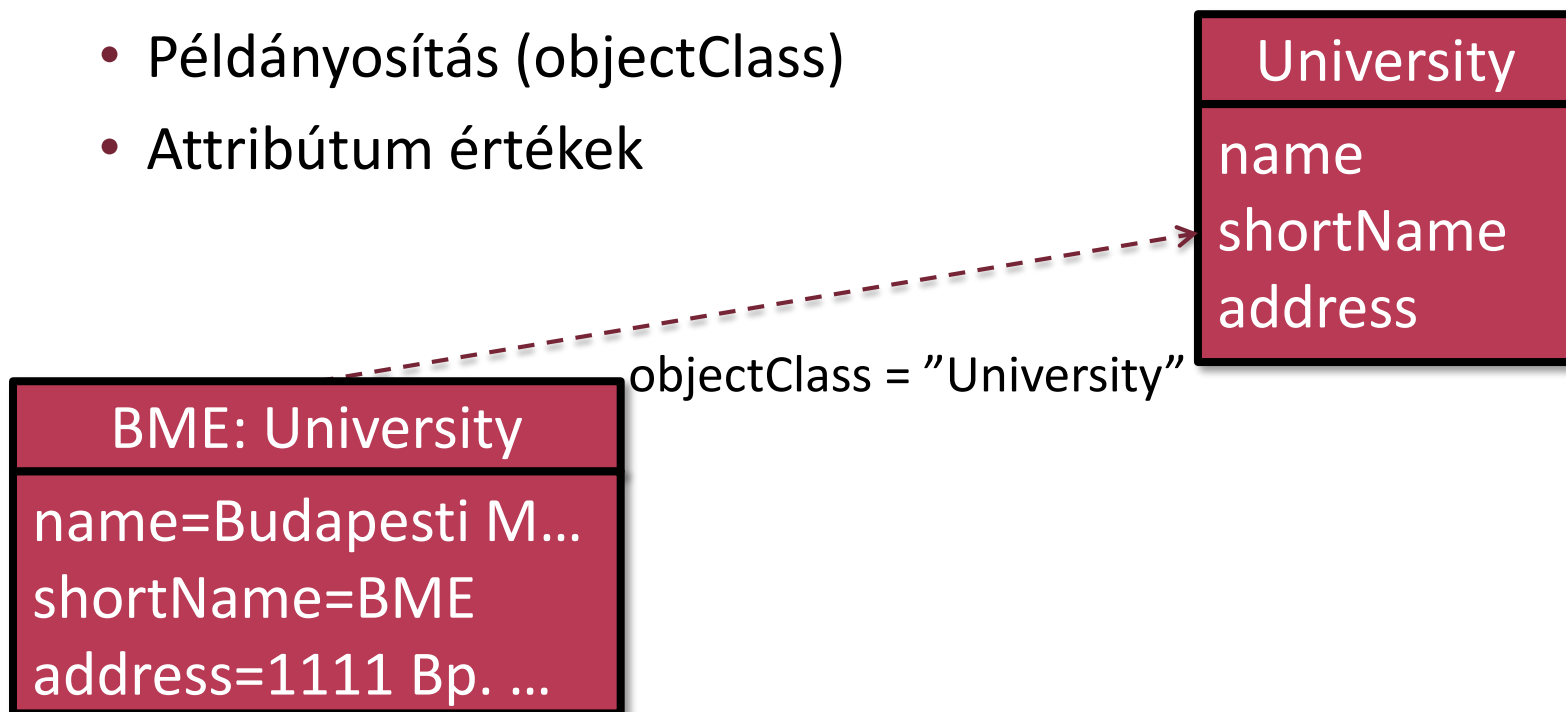 • Példányosítás (objectClass)
• Attribútum értékek
University
name
shortName
address
objectClass = ”University”
BME: University
name=Budapesti M...
shortName=BME
address=1111 Bp. ...